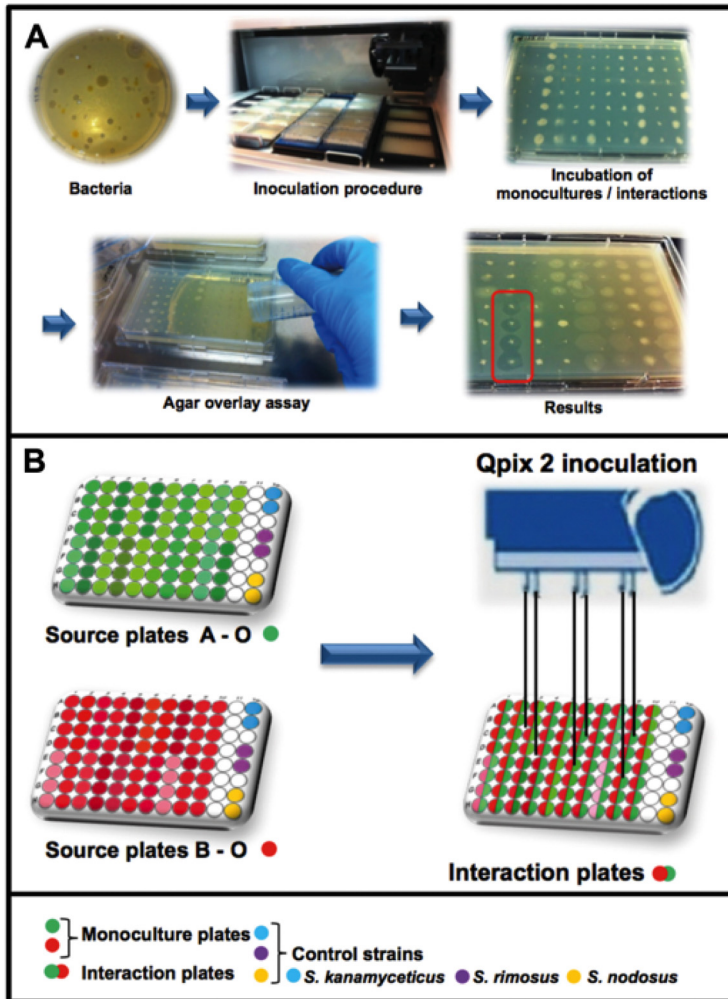 A
Bacteria
Inoculation procedure
Incubation of
monocultures / interactions
Agar overlay assay
Results
B
Source plates A - O
Source plates B - O
Qpix 2 inoculation
Interaction plates
Monoculture plates
Interaction plates
Control strains
S. kanamyceticus
S. rimosus
S. nodosus